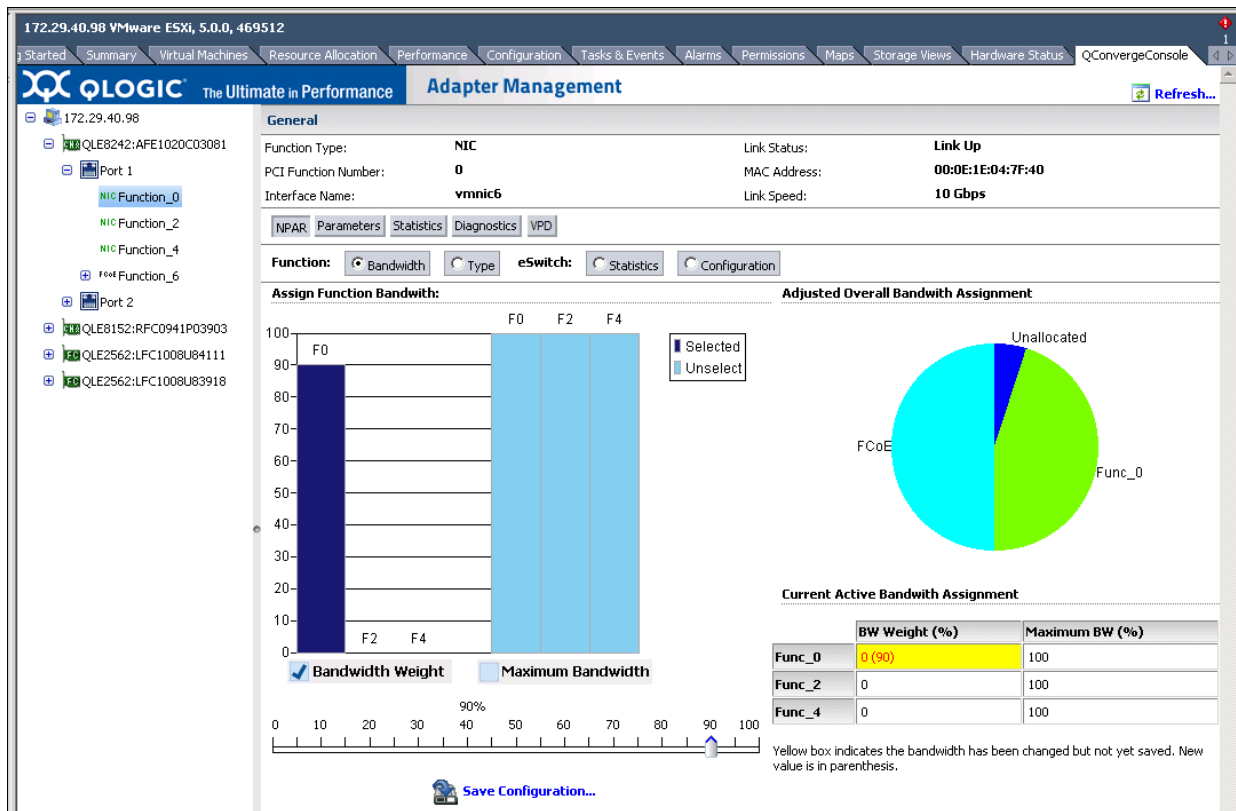 172.29.40.98 VMware ESXi, 5.0.0, 469512
1
g Started Summary Virtual Machines Resource Allocation Performance Configuration Tasks & Events Alarms Permissions Maps Storage Views Hardware Status QConvergeConsole
QLOGIC The Ultimate in Performance Adapter Management Refresh...
172.29.40.98
QLE8242:AFE1020C03081
Port 1
NIC Function_0
NIC Function_2
NIC Function_4
FCoE Function_6
Port 2
QLE8152:RFC0941P03903
QLE2562:LFC1008U84111
QLE2562:LFC1008U83918
General
Function Type: NIC Link Status: Link Up
PCI Function Number: 0 MAC Address: 00:0E:1E:04:7F:40
Interface Name: vmnic6 Link Speed: 10 Gbps
NPAR Parameters Statistics Diagnostics VPD
Function: Bandwidth Type eSwitch: Statistics Configuration
Assign Function Bandwith:
F0 F2 F4
100
90
80
70
60
50
40
30
20
10
0
F0
F2 F4
Selected
Unselect
Bandwidth Weight Maximum Bandwidth
90%
0 10 20 30 40 50 60 70 80 90 100
Save Configuration...
Adjusted Overall Bandwith Assignment
Unallocated
FCoE
Func_0
Current Active Bandwith Assignment
BW Weight (%) Maximum BW (%)
Func_0 0 (90) 100
Func_2 0 100
Func_4 0 100
Yellow box indicates the bandwidth has been changed but not yet saved. New
value is in parenthesis.